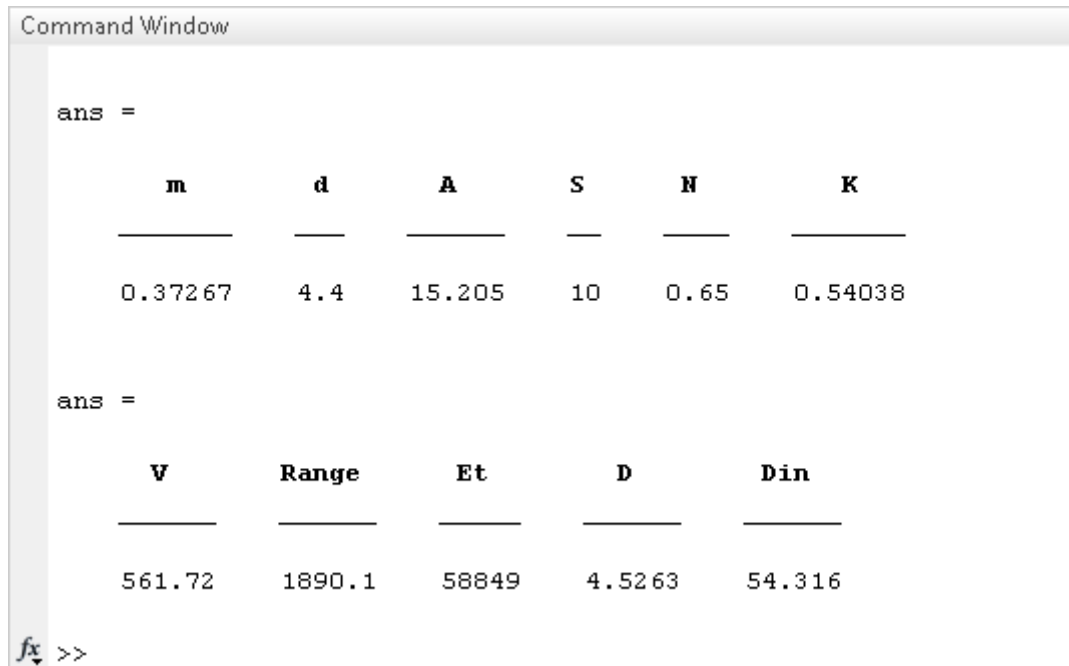 Command Window
ans =
m d A S N K
0.37267 4.4 15.205 10 0.65 0.54038
ans =
V Range Et D Din
561.72 1890.1 58849 4.5263 54.316
fx >>